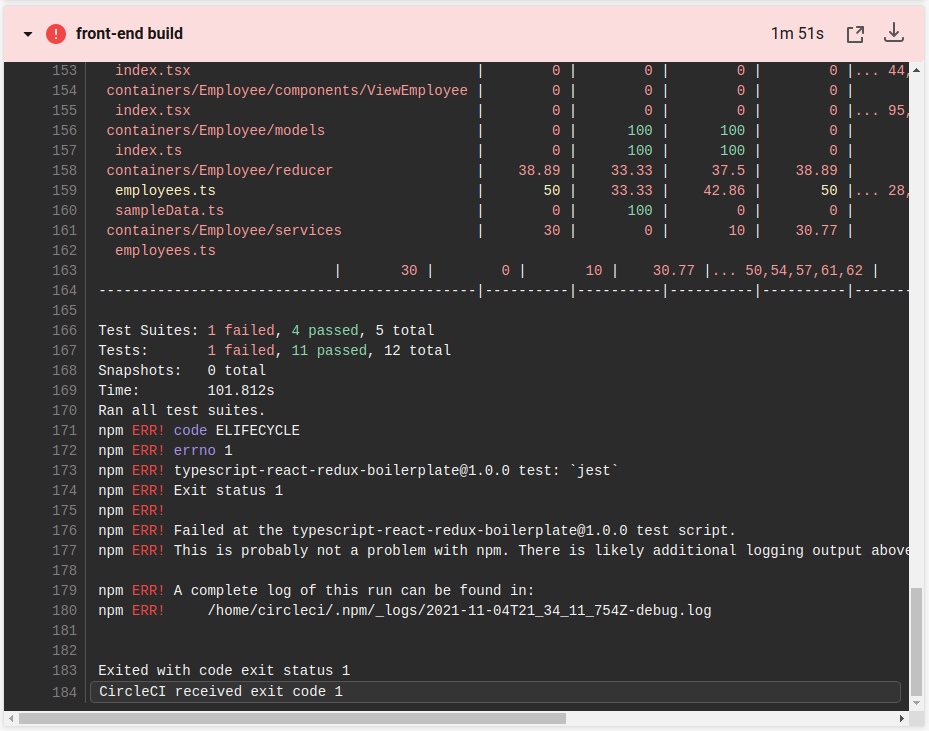 front-end build 1m 51s
153 index.tsx | 0 | 0 | 0 | 0 |... 44,
154 containers/Employee/components/ViewEmployee | 0 | 0 | 0 | 0 |
155 index.tsx | 0 | 0 | 0 | 0 |... 95,
156 containers/Employee/models | 0 | 100 | 100 | 0 |
157 index.ts | 0 | 100 | 100 | 0 |
158 containers/Employee/reducer | 38.89 | 33.33 | 37.5 | 38.89 |
159 employees.ts | 50 | 33.33 | 42.86 | 50 |... 28,
160 sampleData.ts | 0 | 100 | 0 | 0 |
161 containers/Employee/services | 30 | 0 | 10 | 30.77 |
162 employees.ts
163 | 30 | 0 | 10 | 30.77 |... 50,54,57,61,62 |
164 ---------------------------------------------|----------|----------|----------|----------|-------
165
166 Test Suites: 1 failed, 4 passed, 5 total
167 Tests: 1 failed, 11 passed, 12 total
168 Snapshots: 0 total
169 Time: 101.812s
170 Ran all test suites.
171 npm ERR! code ELIFECYCLE
172 npm ERR! errno 1
173 npm ERR! typescript-react-redux-boilerplate@1.0.0 test: `jest`
174 npm ERR! Exit status 1
175 npm ERR!
176 npm ERR! Failed at the typescript-react-redux-boilerplate@1.0.0 test script.
177 npm ERR! This is probably not a problem with npm. There is likely additional logging output above
178
179 npm ERR! A complete log of this run can be found in:
180 npm ERR! /home/circleci/.npm/_logs/2021-11-04T21_34_11_754Z-debug.log
181
182
183 Exited with code exit status 1
184 CircleCI received exit code 1